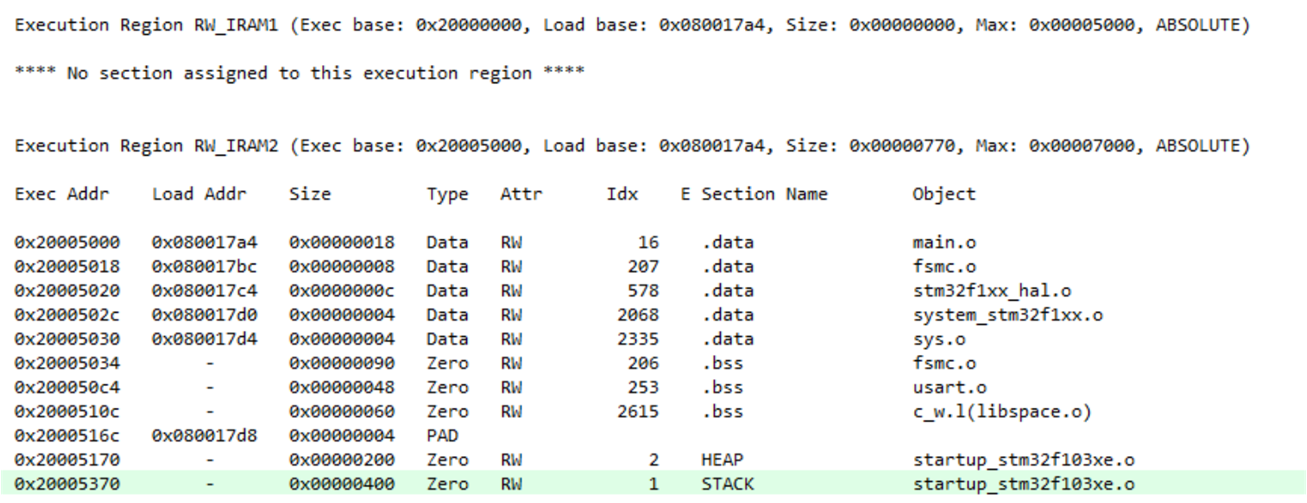 Execution Region RW_IRAM1 (Exec base: 0x20000000, Load base: 0x080017a4, Size: 0x00000000, Max: 0x00005000, ABSOLUTE)
**** No section assigned to this execution region ****
Execution Region RW_IRAM2 (Exec base: 0x20005000, Load base: 0x080017a4, Size: 0x00000770, Max: 0x00007000, ABSOLUTE)
Exec Addr Load Addr Size Type Attr Idx E Section Name Object
0x20005000 0x080017a4 0x00000018 Data RW 16 .data main.o
0x20005018 0x080017bc 0x00000008 Data RW 207 .data fsmc.o
0x20005020 0x080017c4 0x0000000c Data RW 578 .data stm32f1xx_hal.o
0x2000502c 0x080017d0 0x00000004 Data RW 2068 .data system_stm32f1xx.o
0x20005030 0x080017d4 0x00000004 Data RW 2335 .data sys.o
0x20005034 - 0x00000090 Zero RW 206 .bss fsmc.o
0x200050c4 - 0x00000048 Zero RW 253 .bss usart.o
0x2000510c - 0x00000060 Zero RW 2615 .bss c_w.l(libspace.o)
0x2000516c 0x080017d8 0x00000004 PAD
0x20005170 - 0x00000200 Zero RW 2 HEAP startup_stm32f103xe.o
0x20005370 - 0x00000400 Zero RW 1 STACK startup_stm32f103xe.o